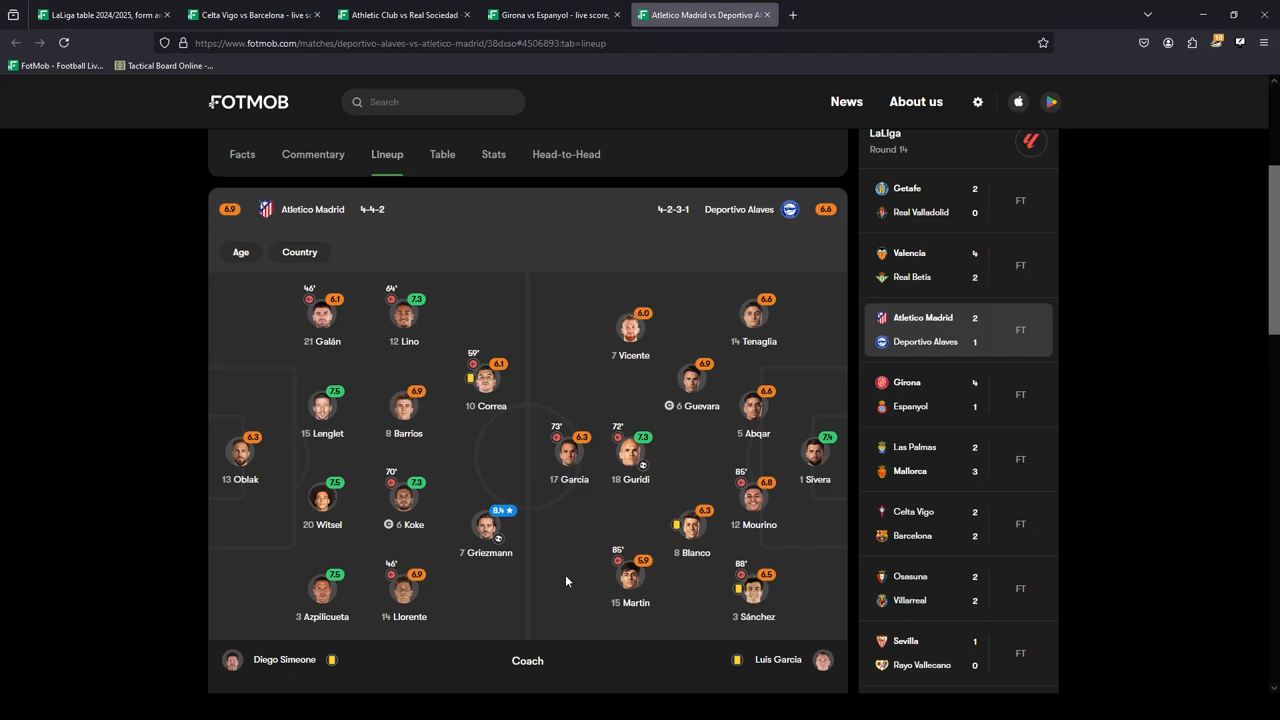 LaLiga table 2024/2025, form ar
Celta Vigo vs Barcelona - live sc
Athletic Club vs Real Sociedad
Girona vs Espanyol - live score,
Atletico Madrid vs Deportivo A
https://www.fotmob.com/matches/deportivo-alaves-vs-atletico-madrid/38dxso#4506893:tab=lineup
10
FotMob - Football Liv...
Tactical Board Online -...
FOTMOB
Search
News
About us
Facts
Commentary
Lineup
Table
Stats
Head-to-Head
6.9
Atletico Madrid 4-4-2
4-2-3-1 Deportivo Alaves
6.6
Age
Country
46'
6.1
21 Galán
64'
7.3
12 Lino
59'
6.1
10 Correa
7.5
15 Lenglet
6.9
8 Barrios
6.3
13 Oblak
7.5
20 Witsel
70'
7.3
C 6 Koke
8.4
7 Griezmann
7.5
3 Azpilicueta
46'
6.9
14 Llorente
6.0
7 Vicente
6.6
14 Tenaglia
6.9
C 6 Guevara
6.6
5 Abqar
73'
6.3
17 Garcia
72'
7.3
18 Guridi
7.4
1 Sivera
85'
6.8
12 Mourino
6.3
8 Blanco
85'
5.9
15 Martin
88'
6.5
3 Sánchez
Diego Simeone
Coach
Luis Garcia
LaLiga
Round 14
Getafe 2
Real Valladolid 0
FT
Valencia 4
Real Betis 2
FT
Atletico Madrid 2
Deportivo Alaves 1
FT
Girona 4
Espanyol 1
FT
Las Palmas 2
Mallorca 3
FT
Celta Vigo 2
Barcelona 2
FT
Osasuna 2
Villarreal 2
FT
Sevilla 1
Rayo Vallecano 0
FT